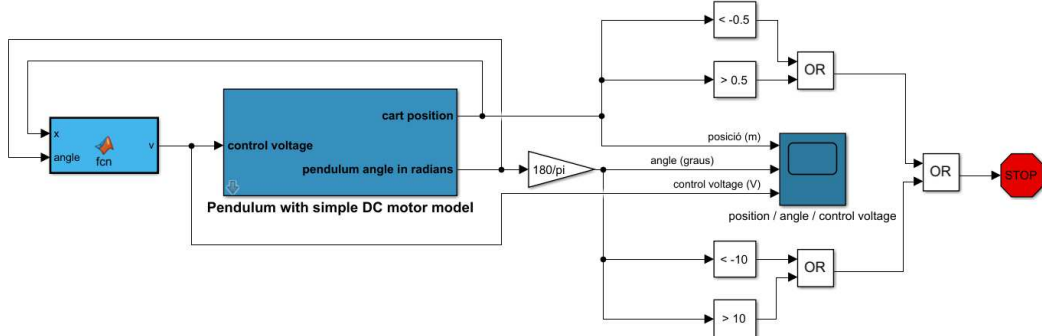 < -0.5
OR
> 0.5
x
angle
fcn
v
control voltage
cart position
pendulum angle in radians
Pendulum with simple DC motor model
180/pi
posició (m)
angle (graus)
control voltage (V)
position / angle / control voltage
OR
STOP
< -10
OR
> 10